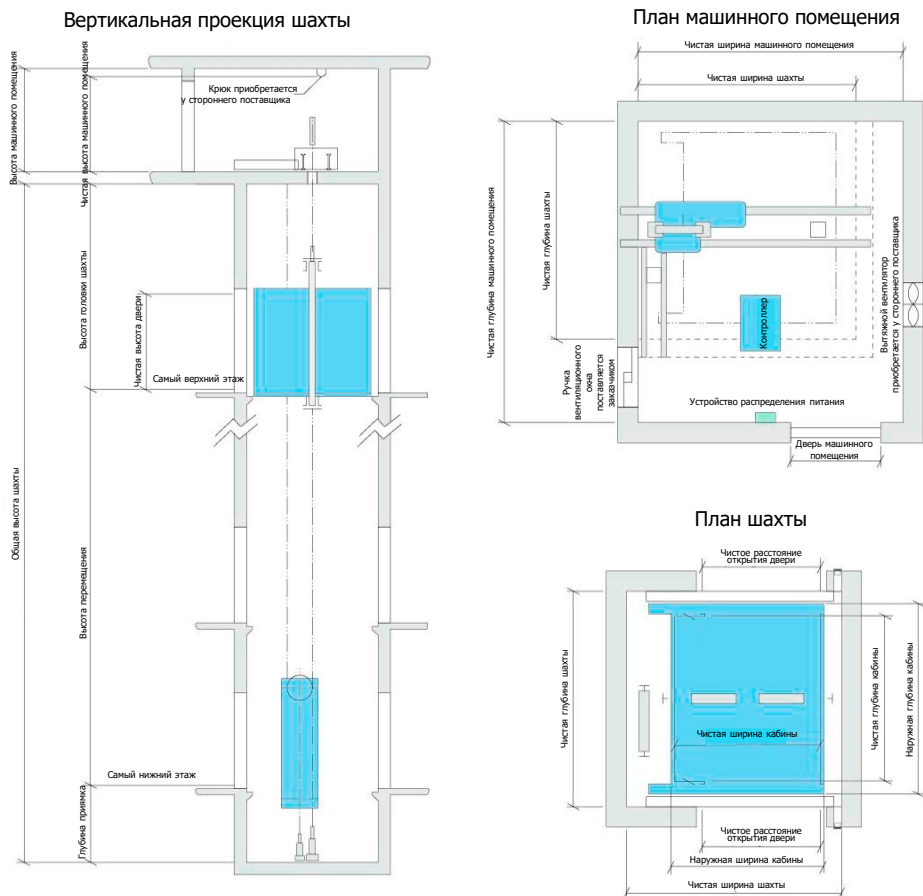 Вертикальная проекция шахты
Высота машинного помещения
Чистая высота машинного помещения
Крюк приобретается
у стороннего поставщика
Высота головки шахты
Чистая высота двери
Самый верхний этаж
Общая высота шахты
Высота перемещения
Самый нижний этаж
Глубина приямка
План машинного помещения
Чистая ширина машинного помещения
Чистая ширина шахты
Чистая глубина машинного помещения
Чистая глубина шахты
Контроллер
Вытяжной вентилятор
приобретается у стороннего поставщика
Ручка
вентиляционного
окна
поставляется
заказчиком
Устройство распределения питания
Дверь машинного
помещения
План шахты
Чистое расстояние
открытия двери
Чистая глубина шахты
Чистая ширина кабины
Чистая глубина кабины
Наружная глубина кабины
Чистое расстояние
открытия двери
Наружная ширина кабины
Чистая ширина шахты